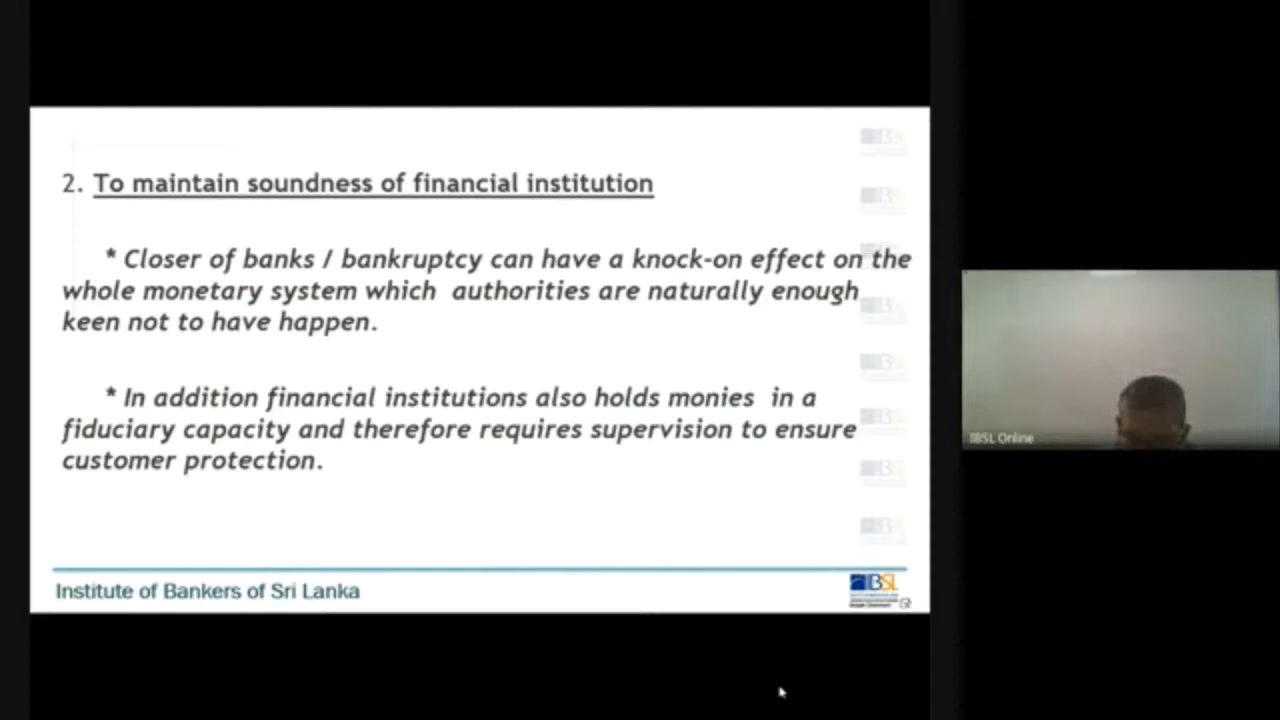 2. To maintain soundness of financial institution
* Closer of banks / bankruptcy can have a knock-on effect on the
whole monetary system which authorities are naturally enough
keen not to have happen.
* In addition financial institutions also holds monies in a
fiduciary capacity and therefore requires supervision to ensure
customer protection.
Institute of Bankers of Sri Lanka
IBSL
IBSL Online